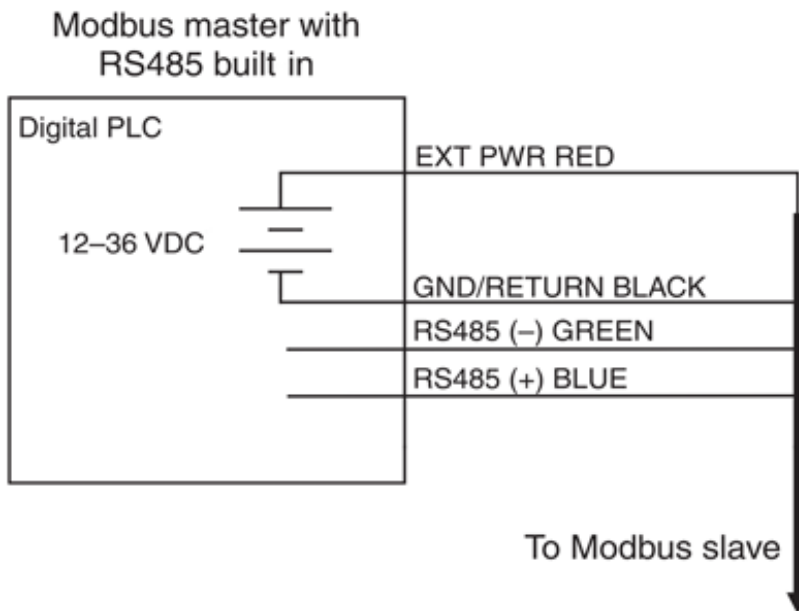 Modbus master with
RS485 built in
Digital PLC
EXT PWR RED
12–36 VDC
GND/RETURN BLACK
RS485 (–) GREEN
RS485 (+) BLUE
To Modbus slave